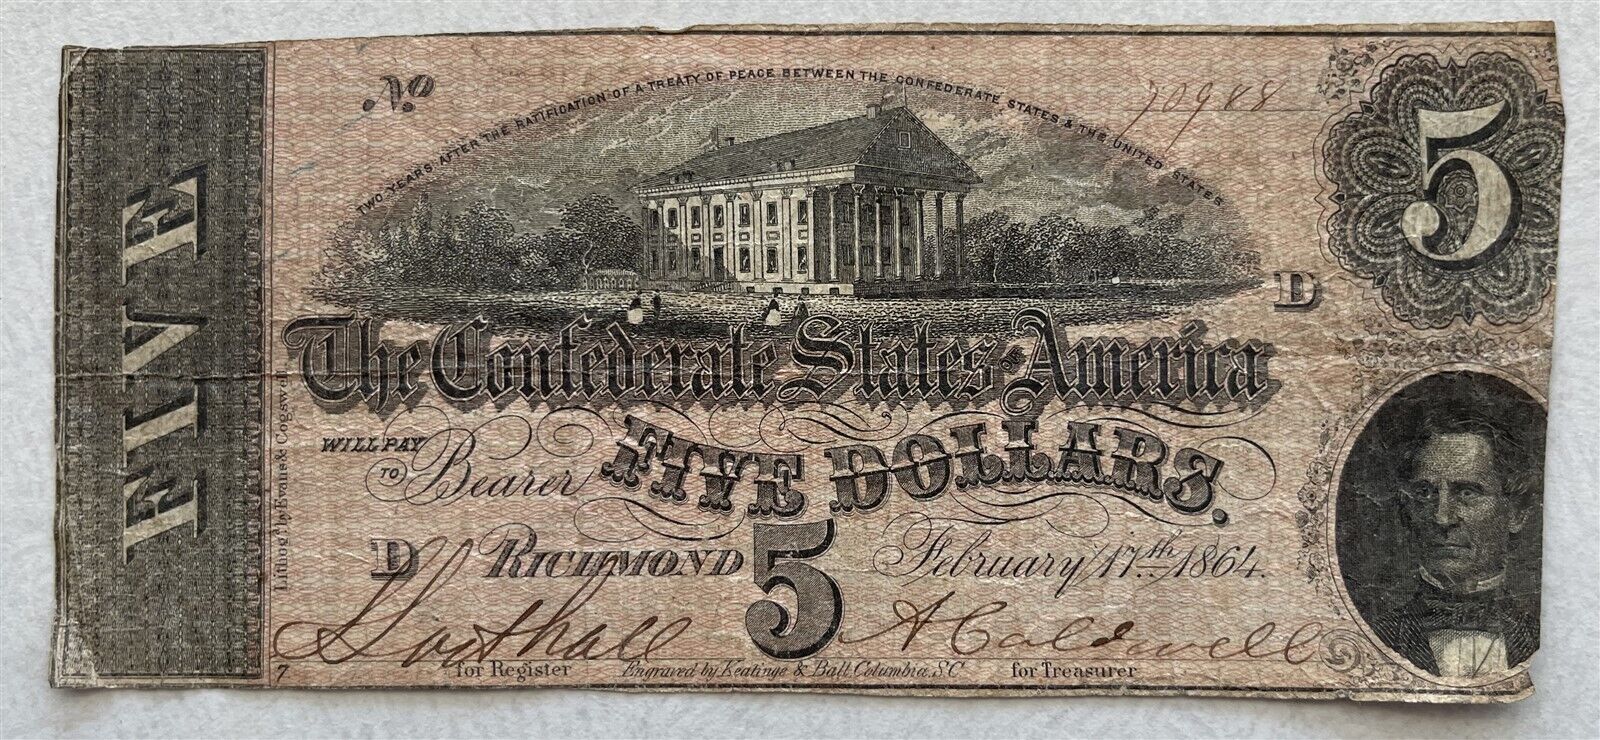 FIVE
No
70948
TWO YEARS AFTER THE RATIFICATION OF A TREATY OF PEACE BETWEEN THE CONFEDERATE STATES & THE UNITED STATES
5
D
The Confederate States OF America
WILL PAY
TO Bearer FIVE DOLLARS.
D RICHMOND 5 February 17th 1864.
Southall
A Caldwell
7
for Register
Engraved by Keatinge & Ball, Columbia, S.C.
for Treasurer
Lithog'd by Evans & Cogswell